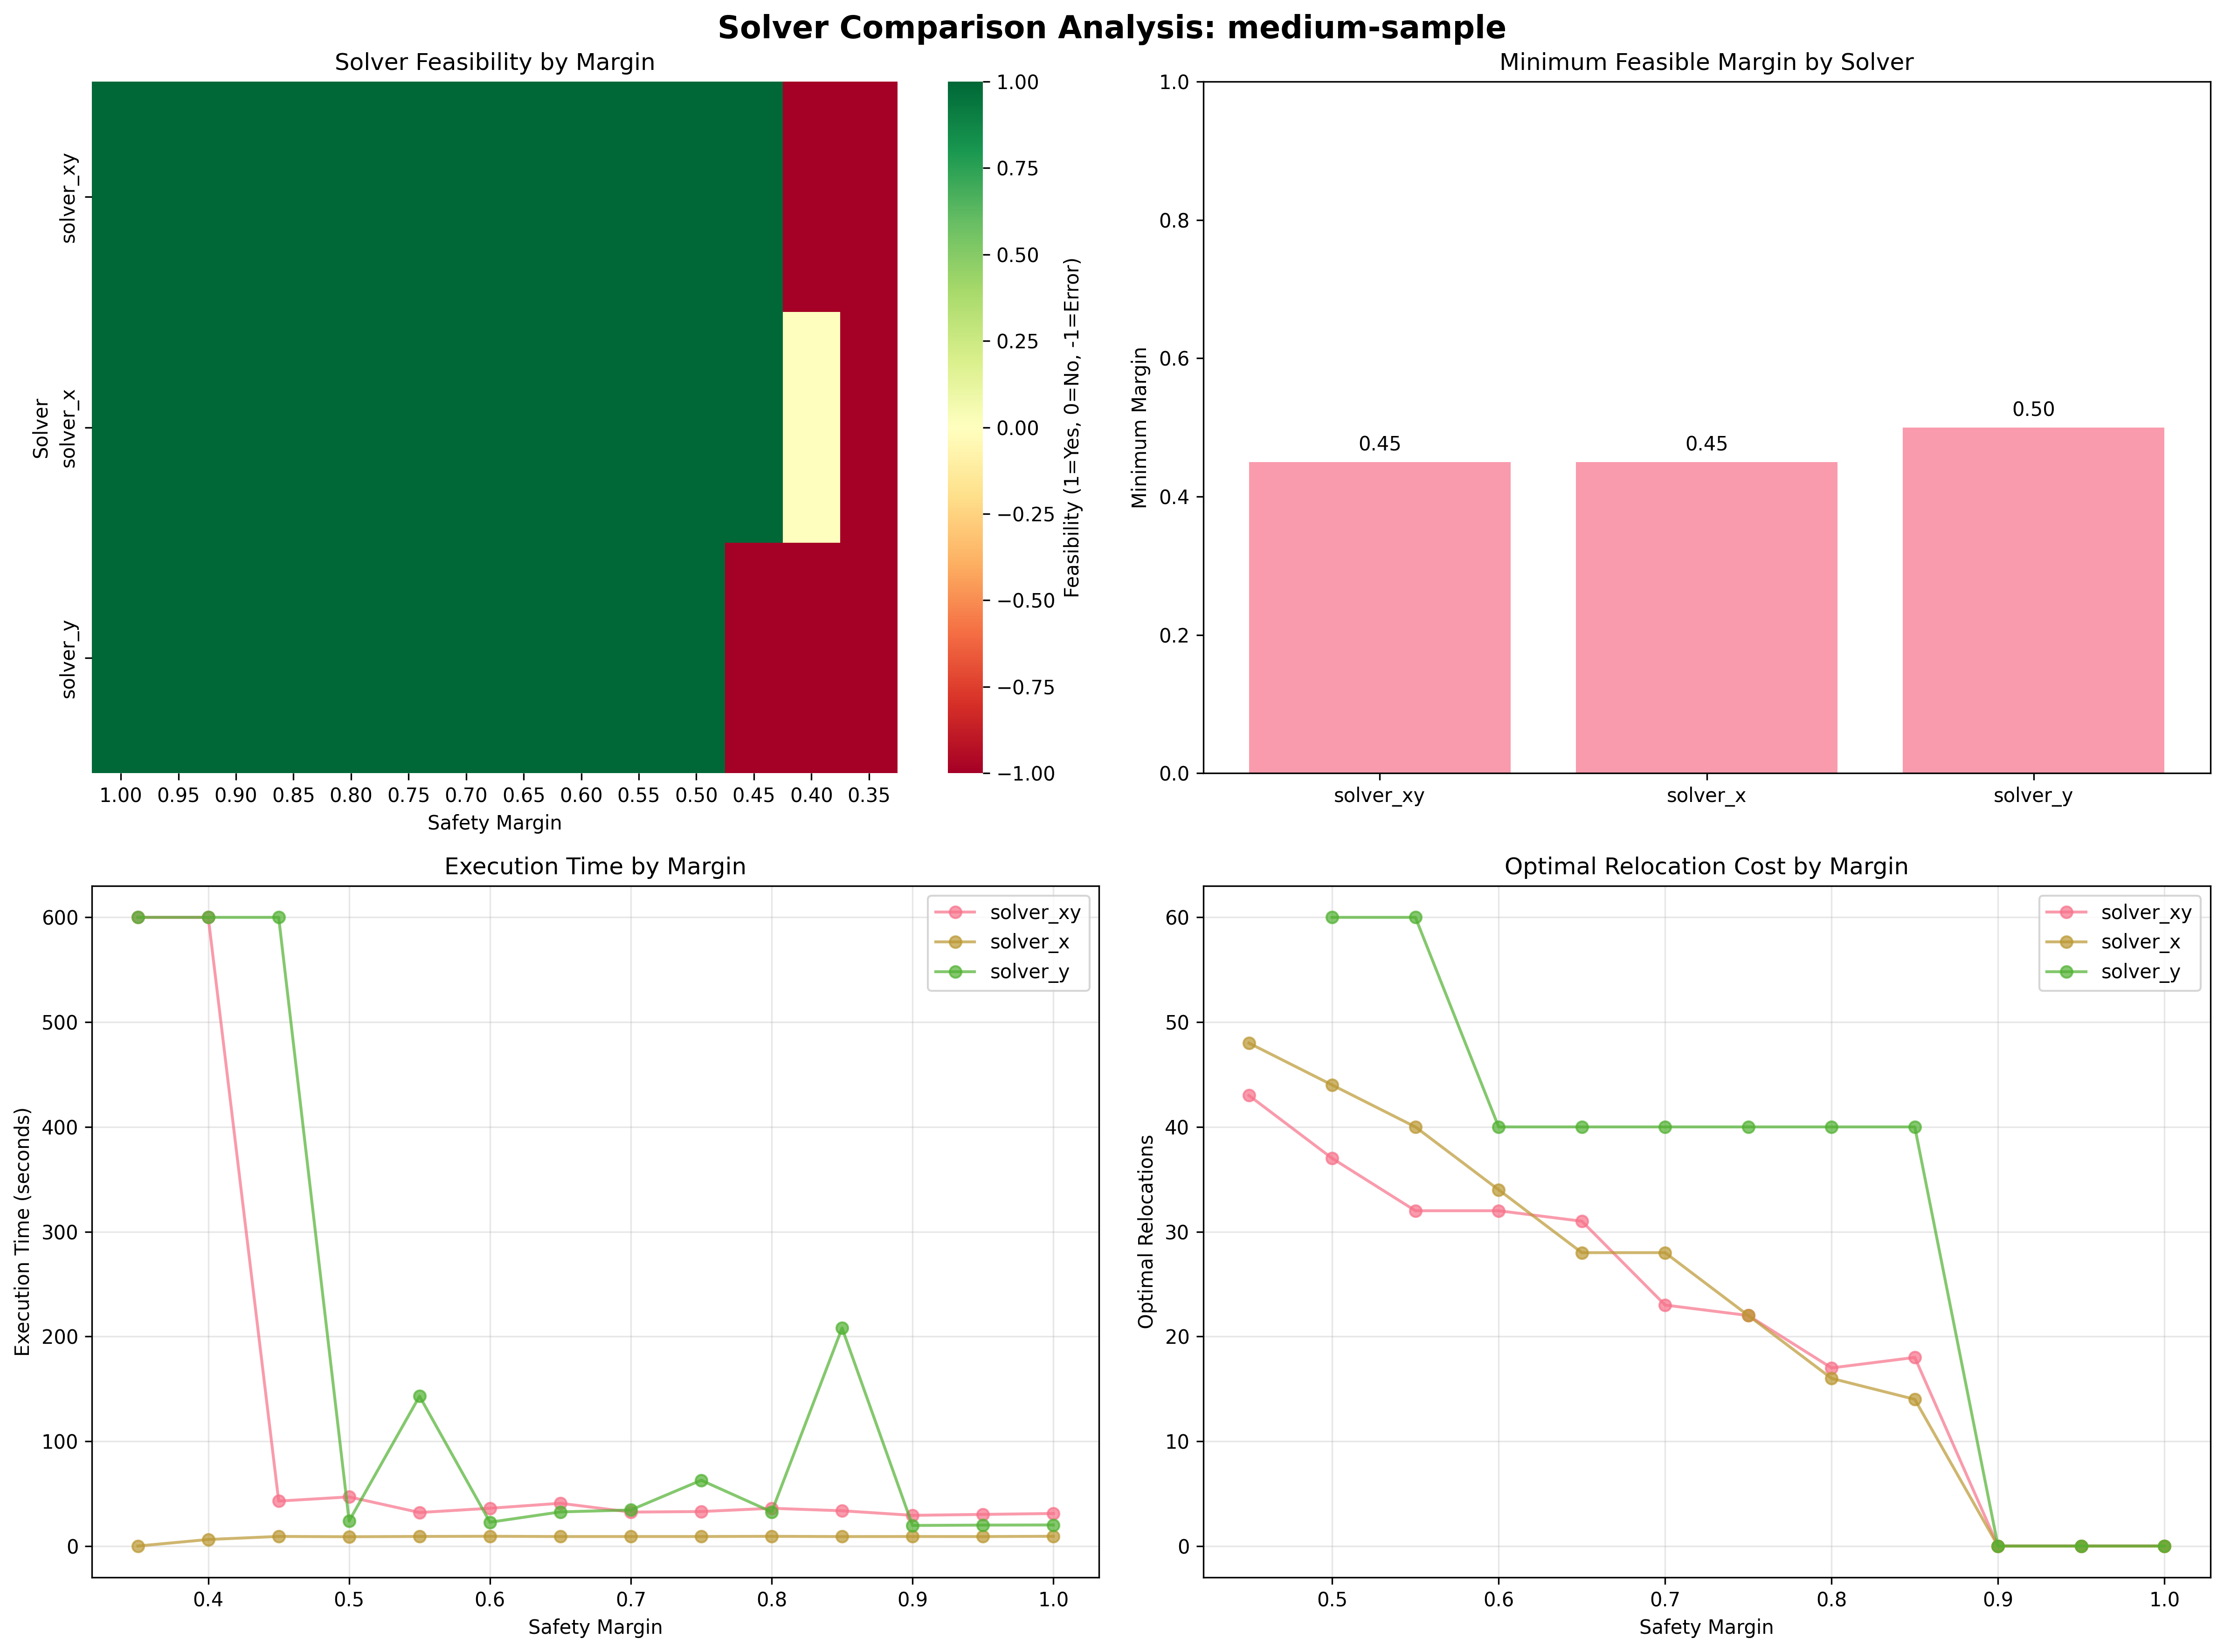 Solver Comparison Analysis: medium-sample
Solver Feasibility by Margin
Solver
solver_xy
solver_x
solver_y
1.00 0.95 0.90 0.85 0.80 0.75 0.70 0.65 0.60 0.55 0.50 0.45 0.40 0.35
Safety Margin
1.00
0.75
0.50
0.25
0.00
−0.25
−0.50
−0.75
−1.00
Feasibility (1=Yes, 0=No, -1=Error)
Minimum Feasible Margin by Solver
Minimum Margin
1.0
0.8
0.6
0.4
0.2
0.0
0.45
0.45
0.50
solver_xy solver_x solver_y
Execution Time by Margin
Execution Time (seconds)
600
500
400
300
200
100
0
solver_xy
solver_x
solver_y
0.4 0.5 0.6 0.7 0.8 0.9 1.0
Safety Margin
Optimal Relocation Cost by Margin
Optimal Relocations
60
50
40
30
20
10
0
solver_xy
solver_x
solver_y
0.5 0.6 0.7 0.8 0.9 1.0
Safety Margin